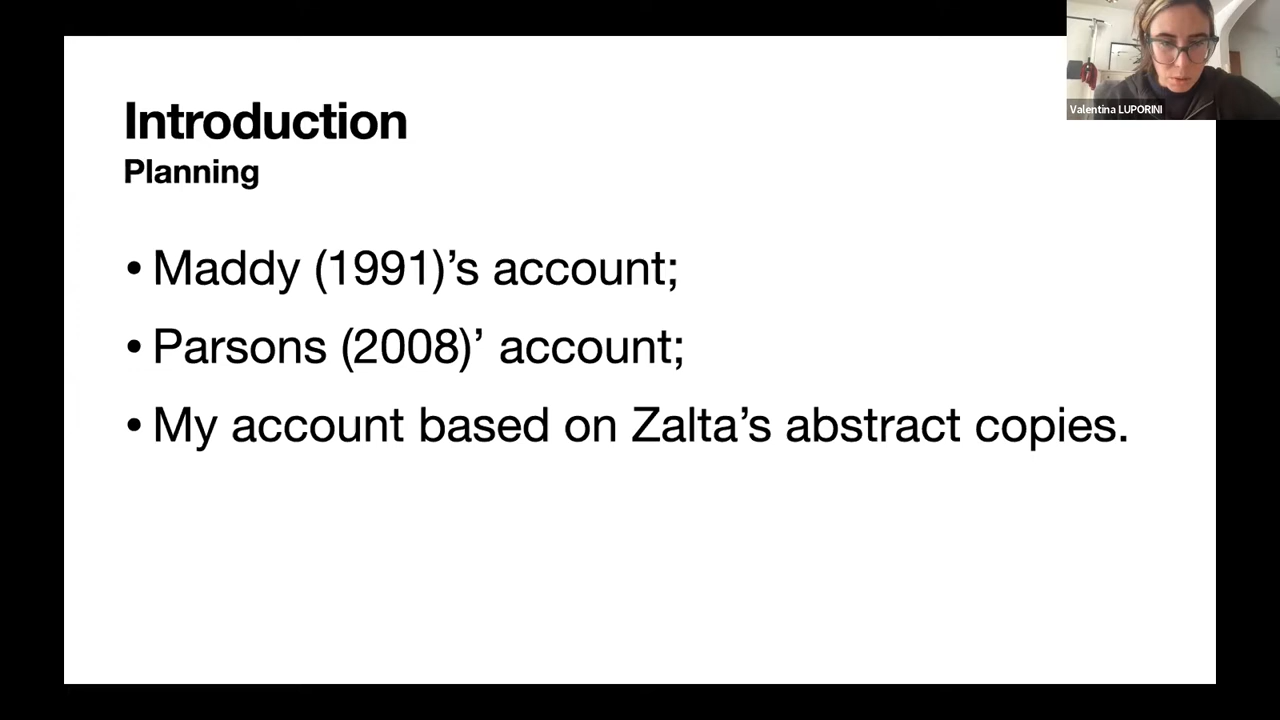 Introduction
Planning
• Maddy (1991)’s account;
• Parsons (2008)’ account;
• My account based on Zalta’s abstract copies.
Valentina LUPORINI